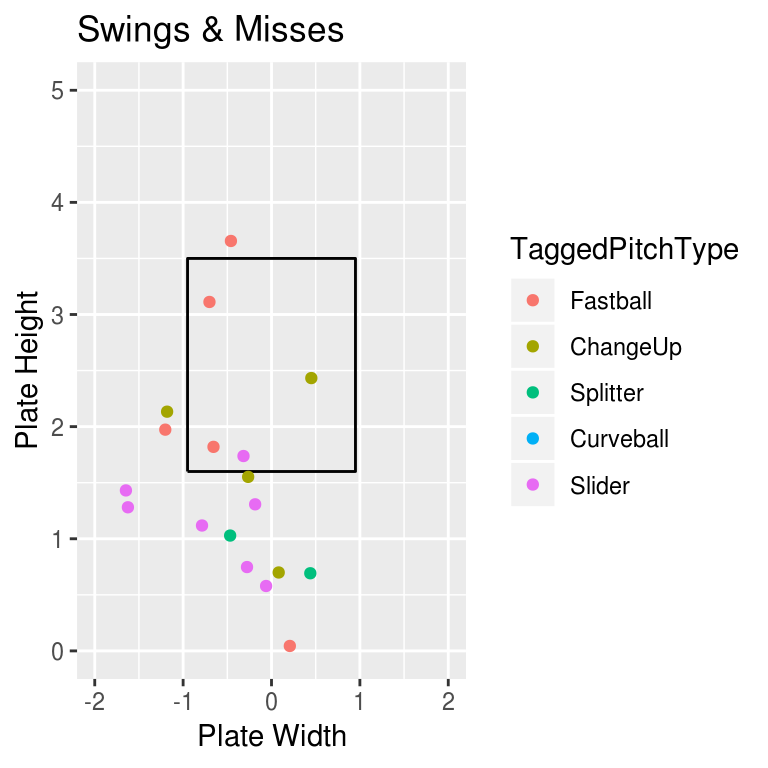 Swings & Misses
5
4
3
2
1
0
Plate Height
-2 -1 0 1 2
Plate Width
TaggedPitchType
Fastball
ChangeUp
Splitter
Curveball
Slider